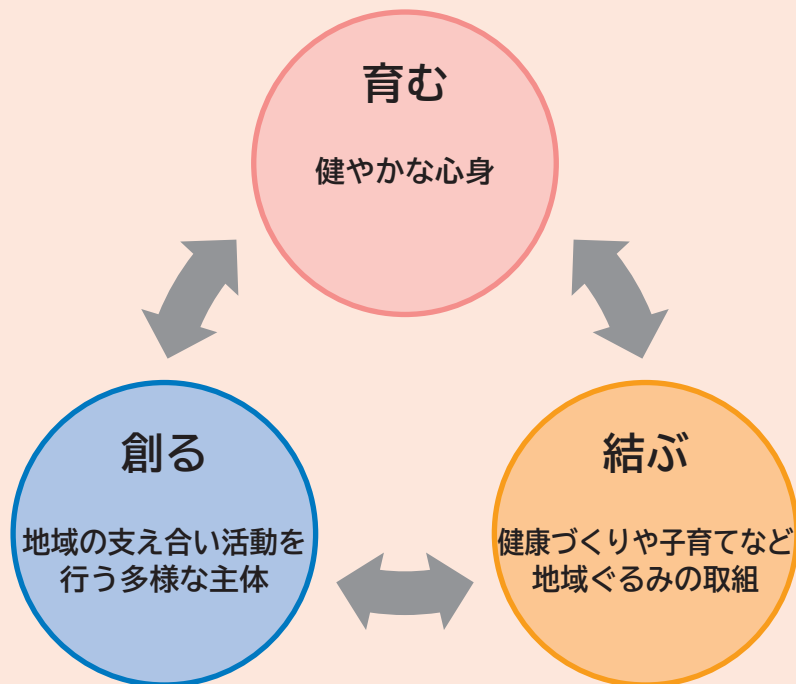 育む
健やかな心身
創る
地域の支え合い活動を
行う多様な主体
結ぶ
健康づくりや子育てなど
地域ぐるみの取組